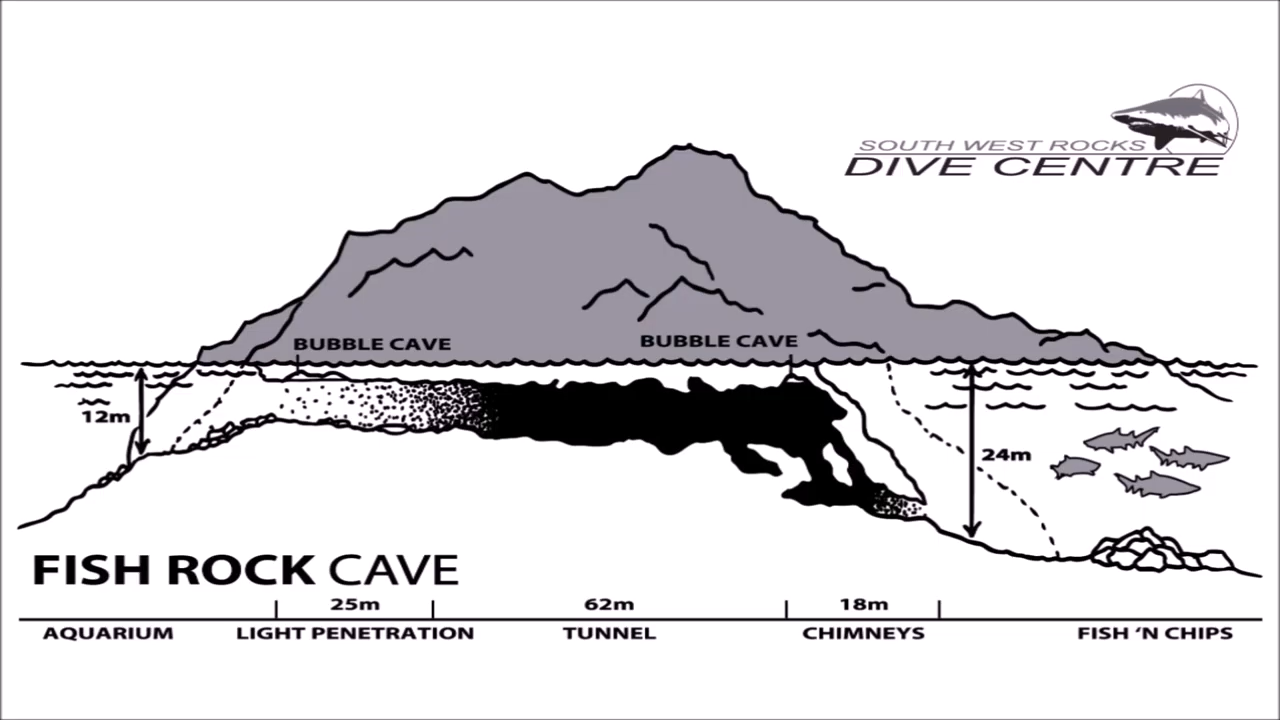 SOUTH WEST ROCKS
DIVE CENTRE
BUBBLE CAVE
BUBBLE CAVE
12m
24m
FISH ROCK CAVE
25m
62m
18m
AQUARIUM
LIGHT PENETRATION
TUNNEL
CHIMNEYS
FISH ‘N CHIPS